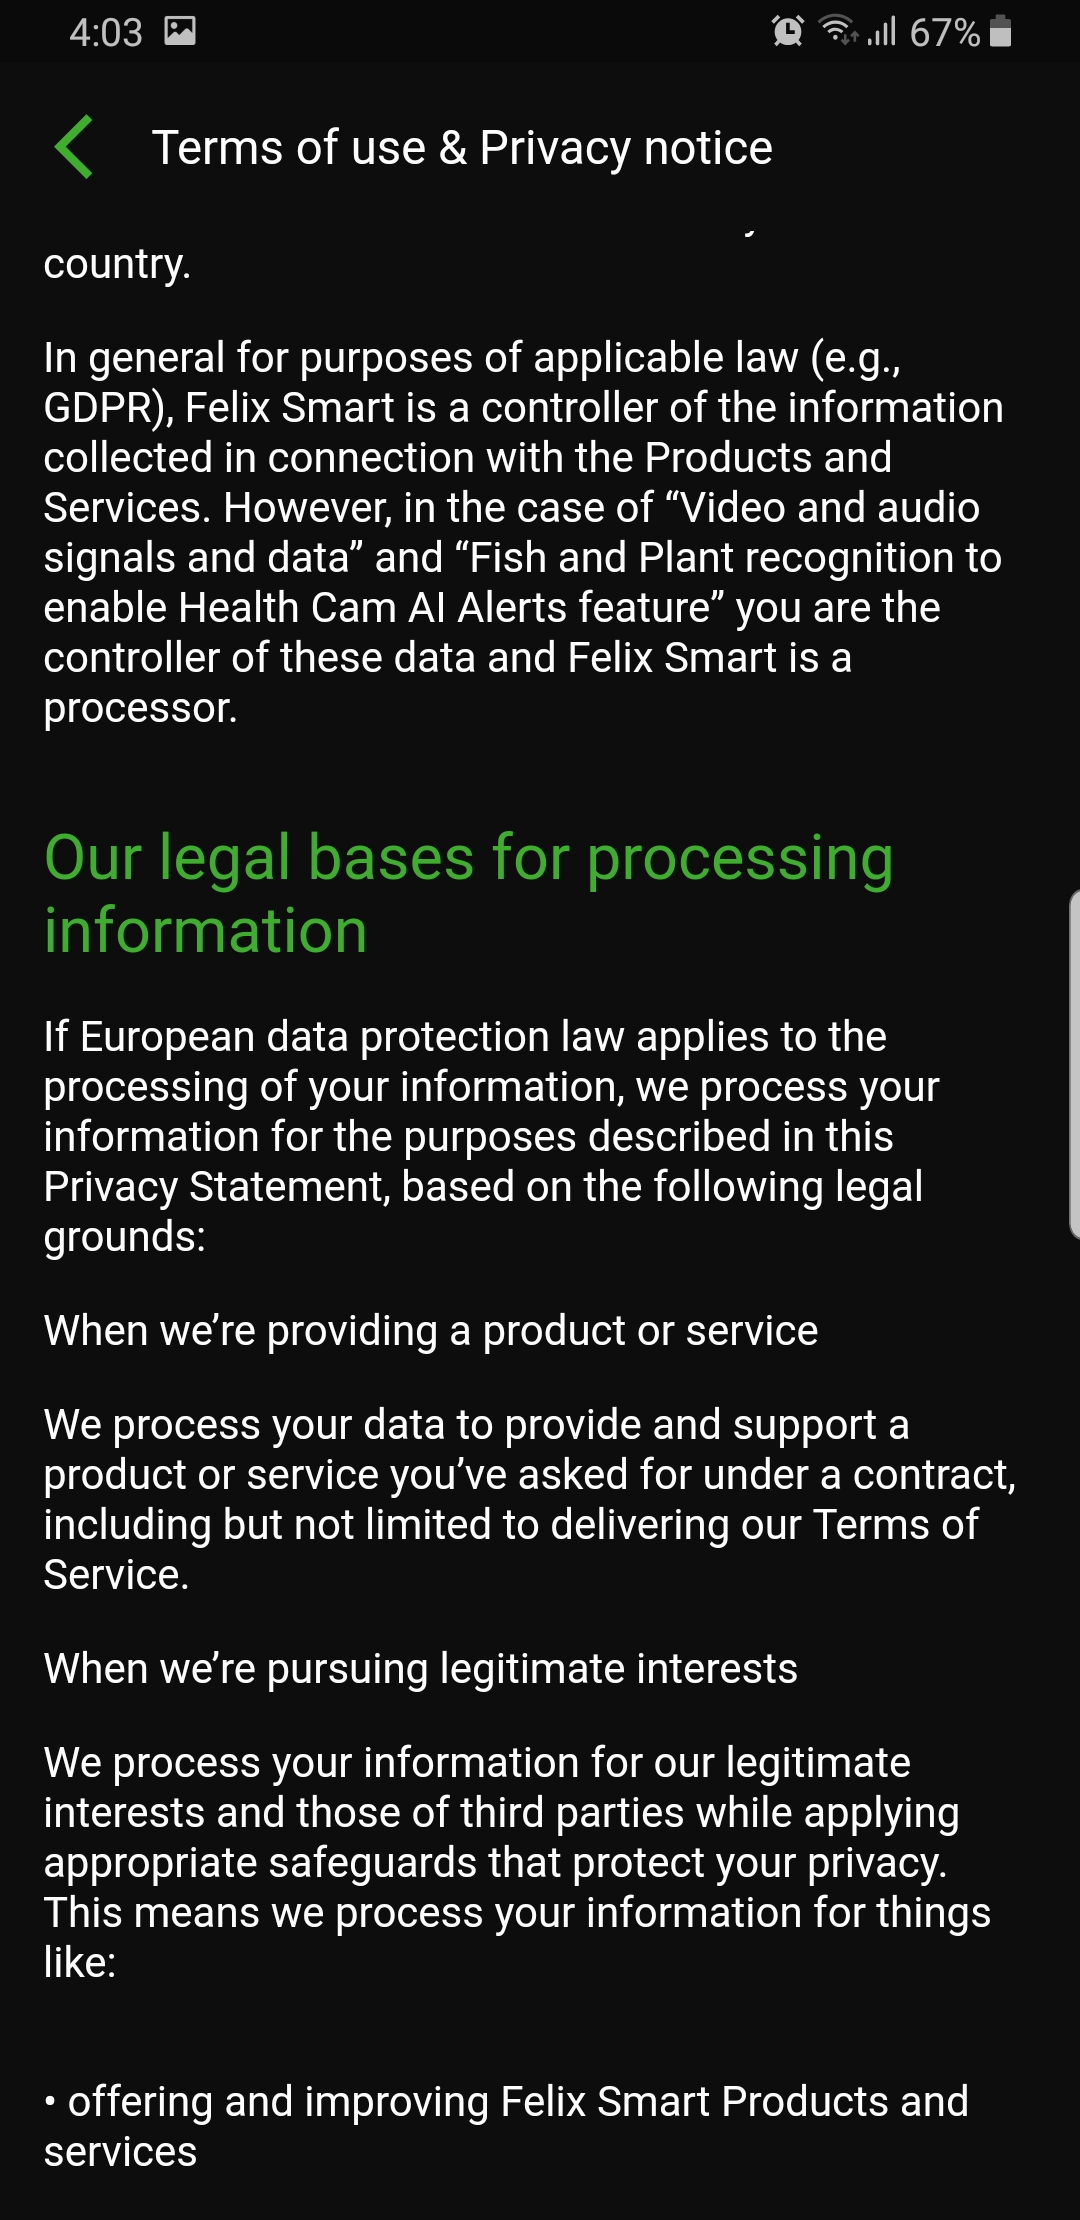 4:03
67%
Terms of use & Privacy notice
country.
In general for purposes of applicable law (e.g.,
GDPR), Felix Smart is a controller of the information
collected in connection with the Products and
Services. However, in the case of “Video and audio
signals and data” and “Fish and Plant recognition to
enable Health Cam AI Alerts feature” you are the
controller of these data and Felix Smart is a
processor.
Our legal bases for processing
information
If European data protection law applies to the
processing of your information, we process your
information for the purposes described in this
Privacy Statement, based on the following legal
grounds:
When we’re providing a product or service
We process your data to provide and support a
product or service you’ve asked for under a contract,
including but not limited to delivering our Terms of
Service.
When we’re pursuing legitimate interests
We process your information for our legitimate
interests and those of third parties while applying
appropriate safeguards that protect your privacy.
This means we process your information for things
like:
• offering and improving Felix Smart Products and
services